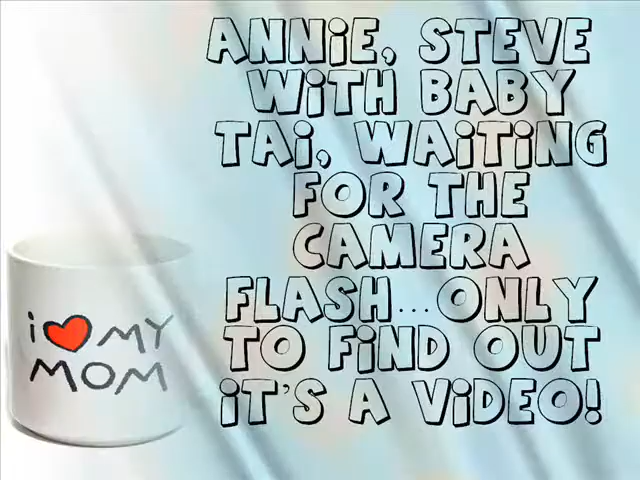 ANNiE, STEVE
WiTH BABY
TAi, WAiTiNG
FOR THE
CAMERA
FLASH...ONLY
TO FiND OUT
iT'S A ViDEO!
i ♥ MY
MOM